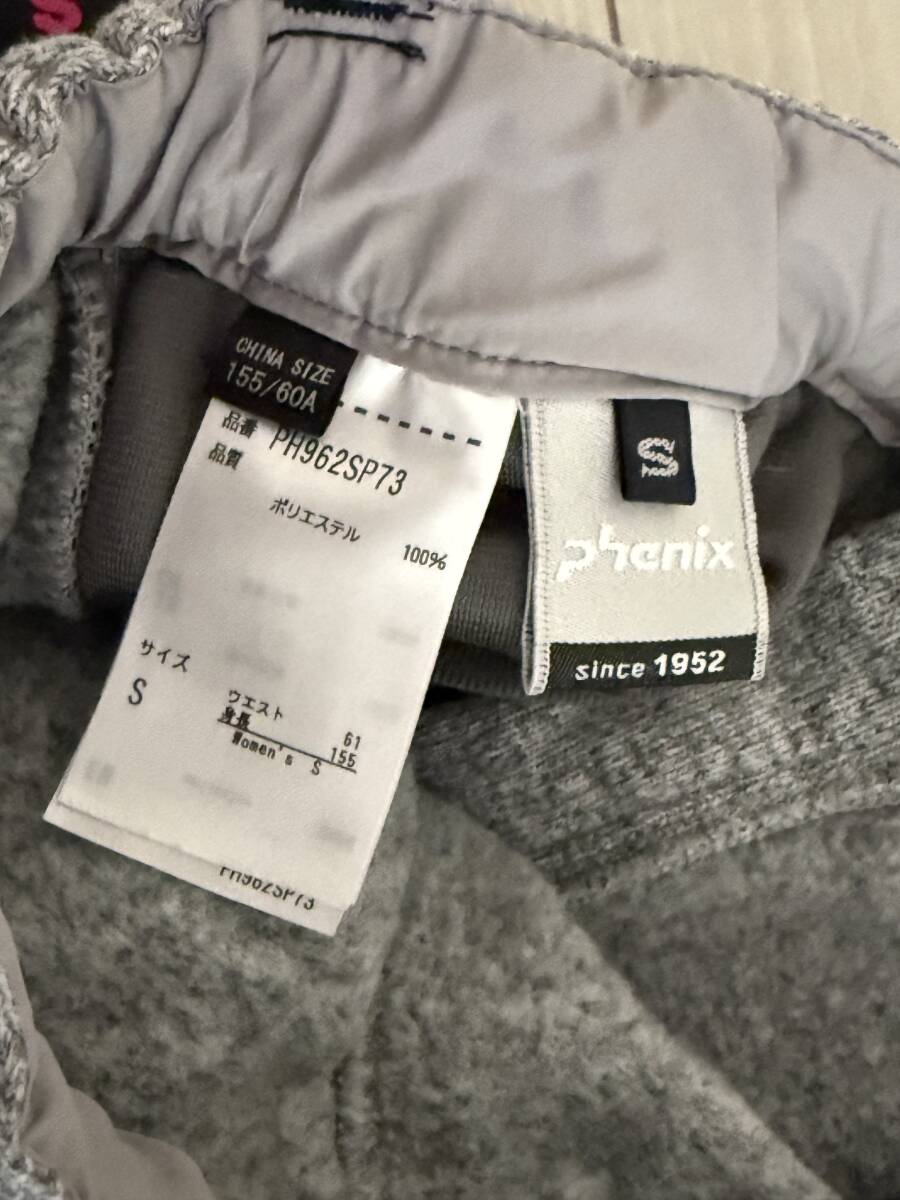 S
CHINA SIZE
155/60A
品番 PH962SP73
品質
ポリエステル
100%
サイズ
S
ウエスト 61
身長 155
Women's S
PH962SP73
S
phenix
since 1952